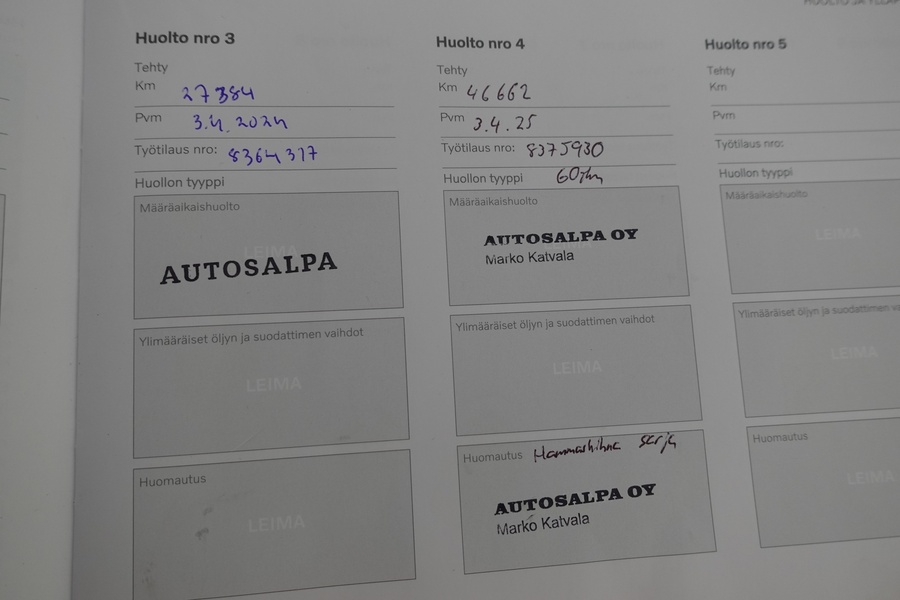 Huolto nro 3
Tehty
Km 27384
Pvm 3.4.2024
Työtilaus nro: 8364317
Huollon tyyppi
Määräaikaishuolto
LEIMA
AUTOSALPA
Ylimääräiset öljyn ja suodattimen vaihdot
LEIMA
Huomautus
LEIMA
Huolto nro 4
Tehty
Km 46662
Pvm 3.4.25
Työtilaus nro: 8375930
Huollon tyyppi 60tkm
Määräaikaishuolto
AUTOSALPA OY
Marko Katvala
Ylimääräiset öljyn ja suodattimen vaihdot
LEIMA
Huomautus Hammashihna sarja
AUTOSALPA OY
Marko Katvala
Huolto nro 5
Tehty
Km
Pvm
Työtilaus nro:
Huollon tyyppi
Määräaikaishuolto
LEIMA
Ylimääräiset öljyn ja suodattimen
LEIMA
Huomautus
LEIMA